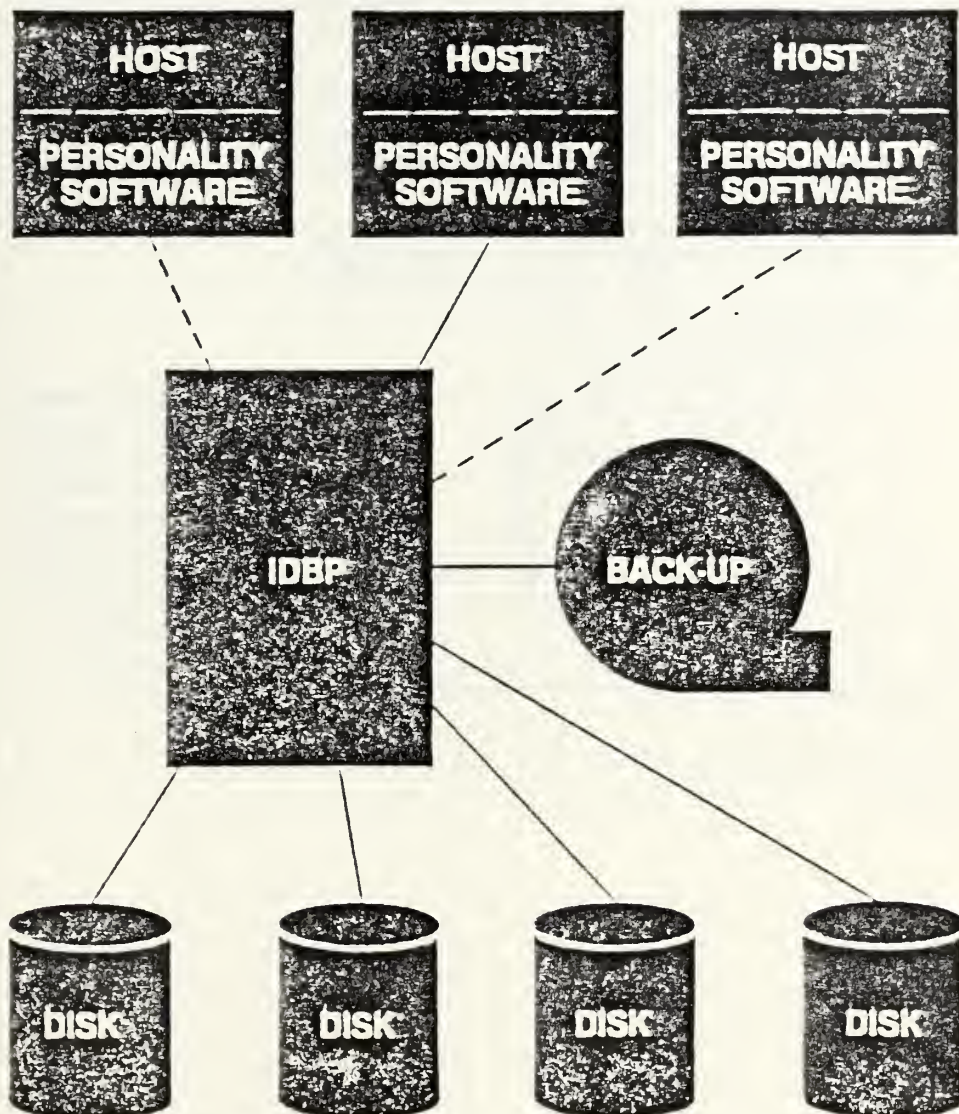 HOST
PERSONALITY
SOFTWARE
HOST
PERSONALITY
SOFTWARE
HOST
PERSONALITY
SOFTWARE
IDBP
BACK-UP
DISK
DISK
DISK
DISK